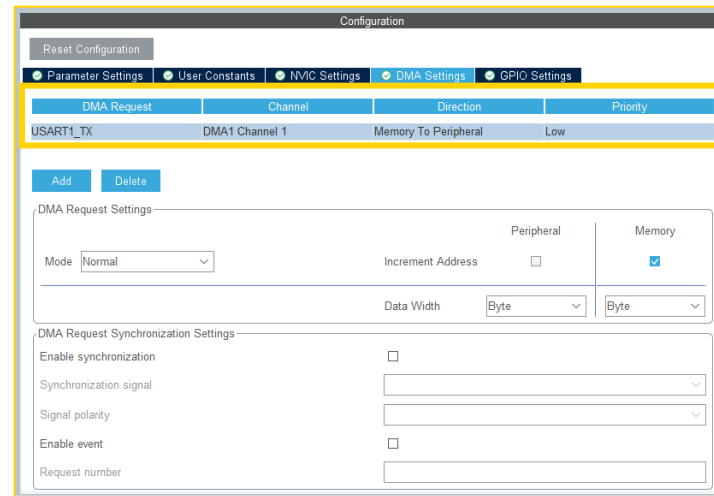 Configuration
Reset Configuration
Parameter Settings User Constants NVIC Settings DMA Settings GPIO Settings
DMA Request Channel Direction Priority
USART1_TX DMA1 Channel 1 Memory To Peripheral Low
Add Delete
DMA Request Settings
Peripheral Memory
Mode Normal Increment Address
Data Width Byte Byte
DMA Request Synchronization Settings
Enable synchronization
Synchronization signal
Signal polarity
Enable event
Request number